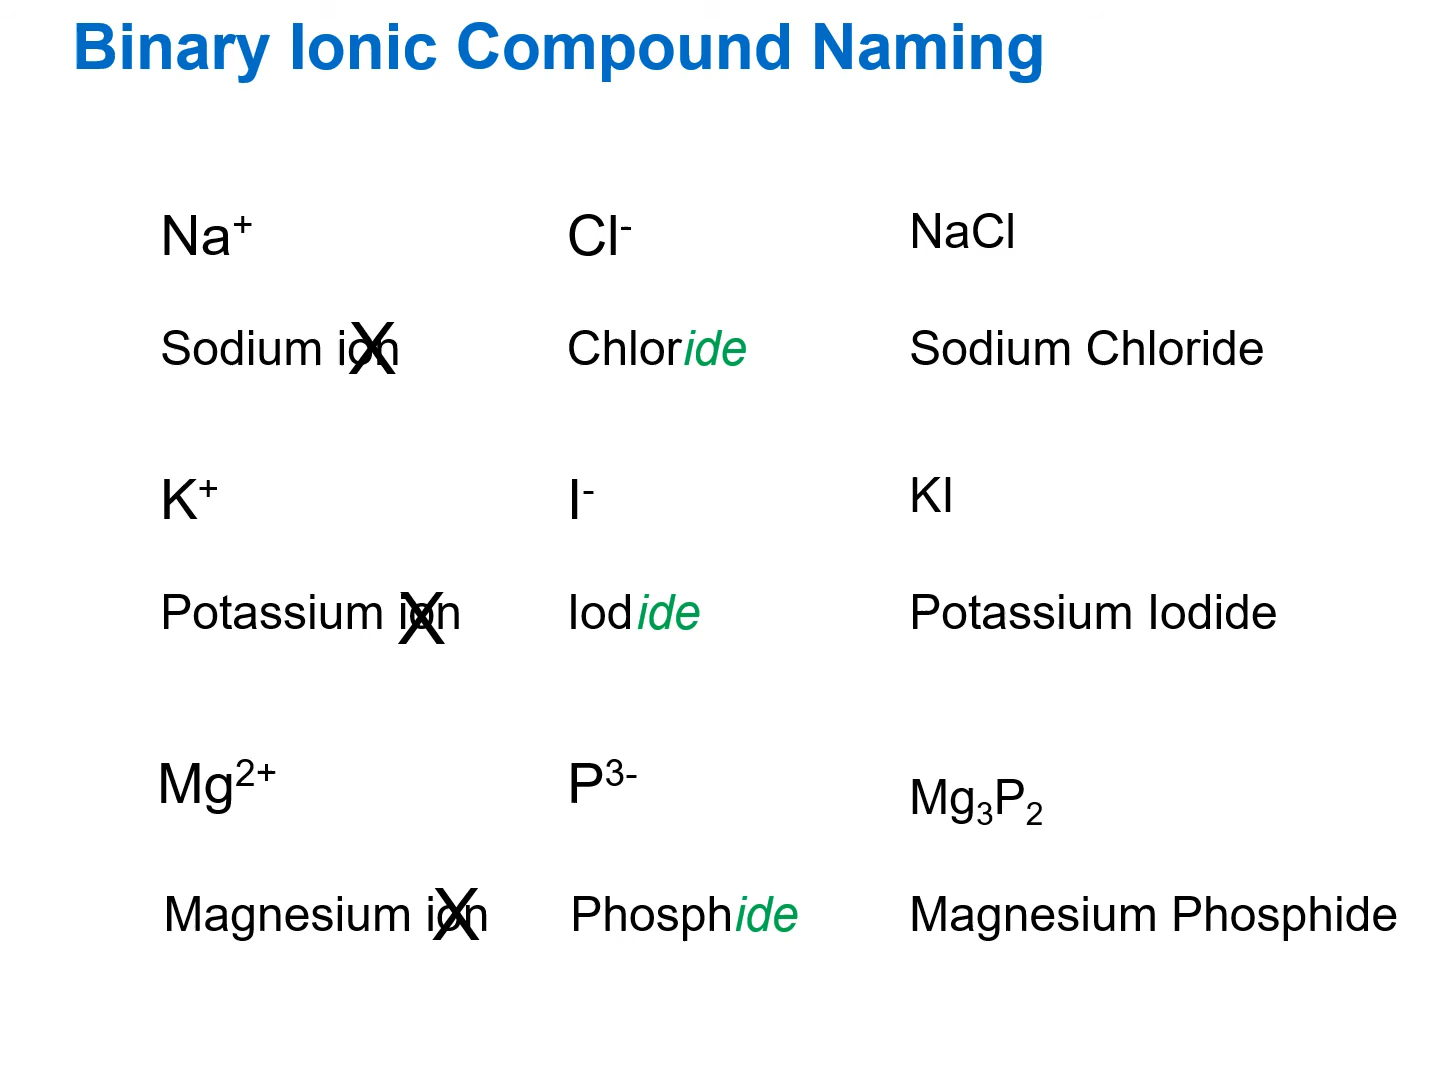 Binary Ionic Compound Naming
Na⁺ Cl⁻ NaCl
Sodium ion X Chloride Sodium Chloride
K⁺ I⁻ KI
Potassium ion X Iodide Potassium Iodide
Mg²⁺ P³⁻ Mg₃P₂
Magnesium ion X Phosphide Magnesium Phosphide